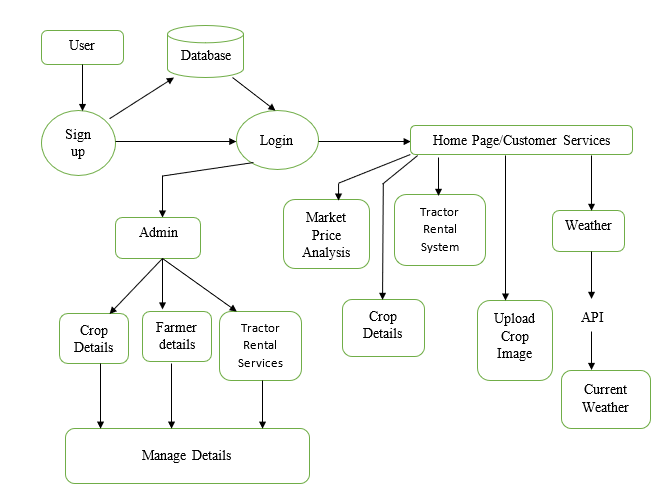 User
Database
Sign
up
Login
Home Page/Customer Services
Market
Price
Analysis
Tractor
Rental
System
Weather
Admin
Crop
Details
Upload
Crop
Image
API
Crop
Details
Farmer
details
Tractor
Rental
Services
Current
Weather
Manage Details